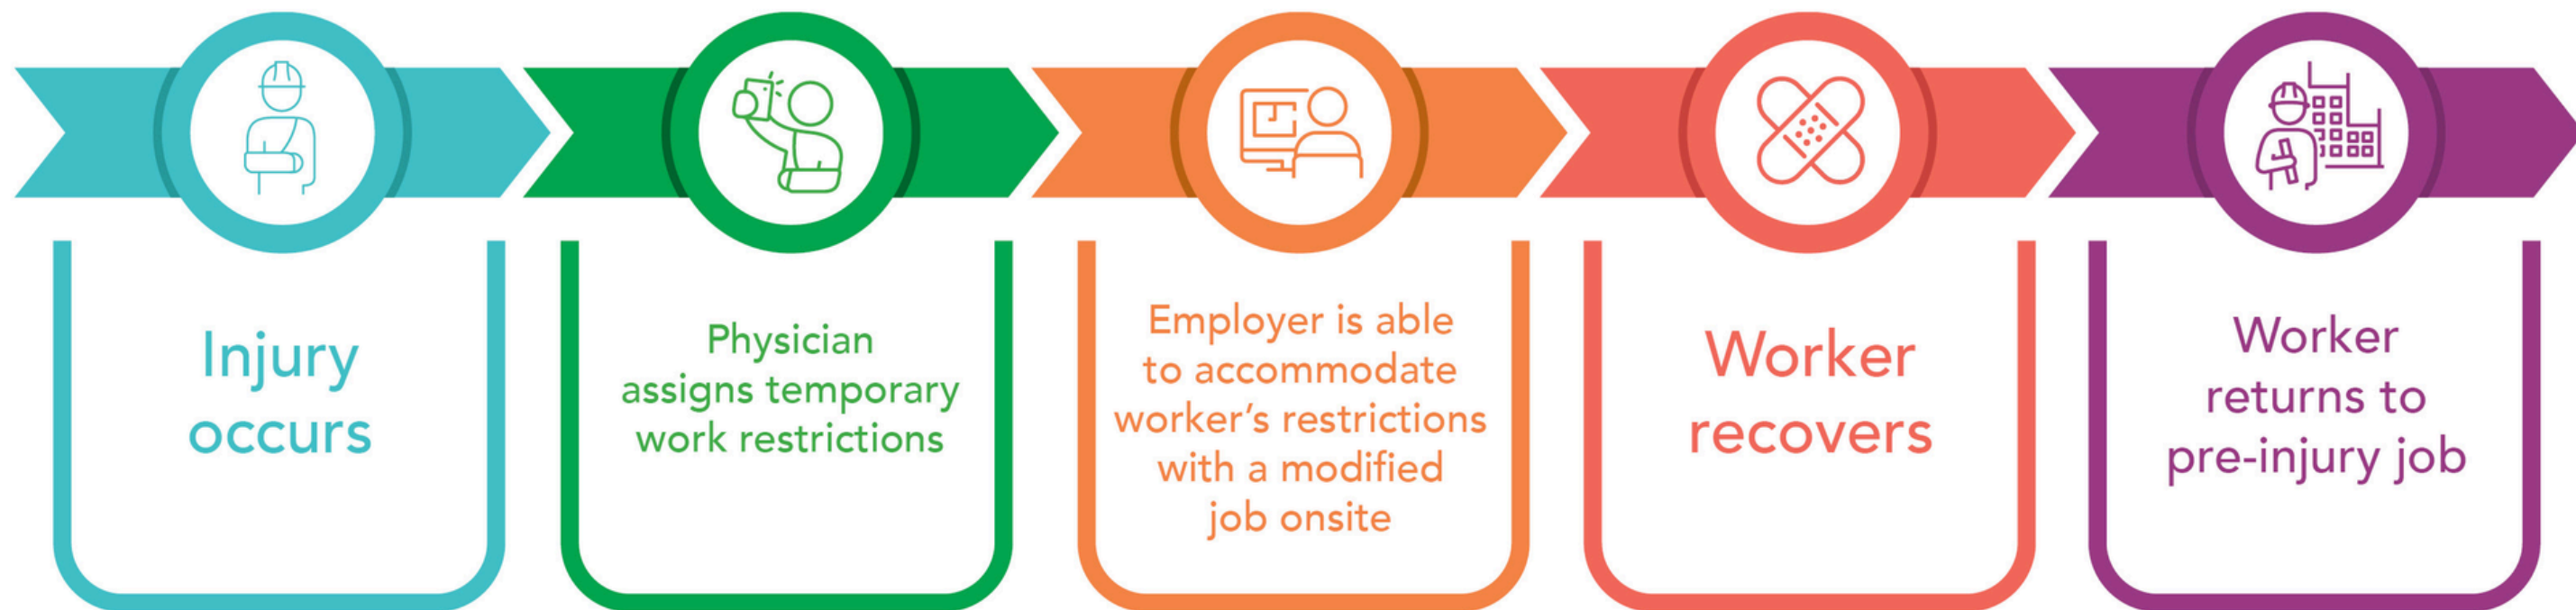 Injury
occurs
Physician
assigns temporary
work restrictions
Employer is able
to accommodate
worker's restrictions
with a modified
job onsite
Worker
recovers
Worker
returns to
pre-injury job